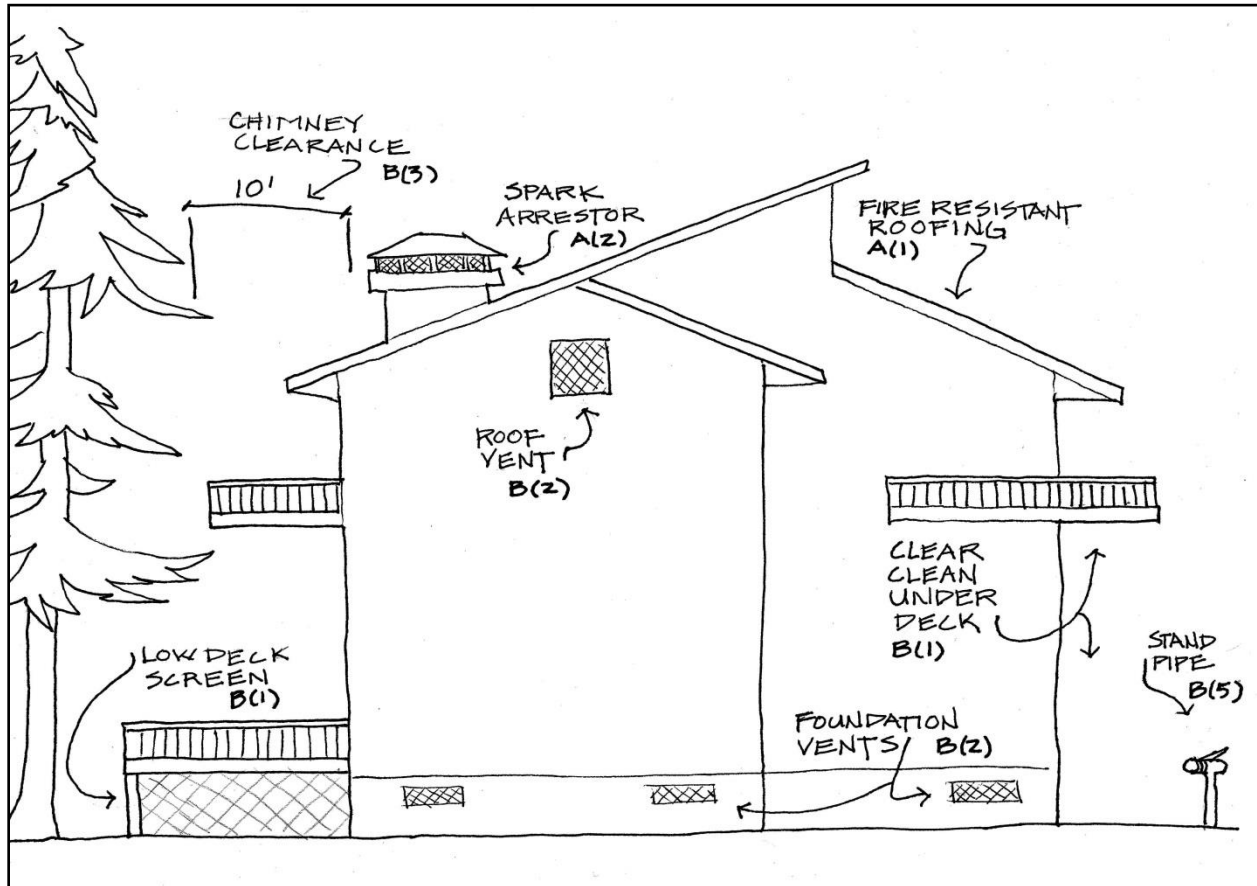 CHIMNEY
CLEARANCE
B(3)
10'
SPARK
ARRESTOR
A(2)
FIRE RESISTANT
ROOFING
A(1)
ROOF
VENT
B(2)
CLEAR
CLEAN
UNDER
DECK
B(1)
STAND
PIPE
B(5)
LOW DECK
SCREEN
B(1)
FOUNDATION
VENTS B(2)